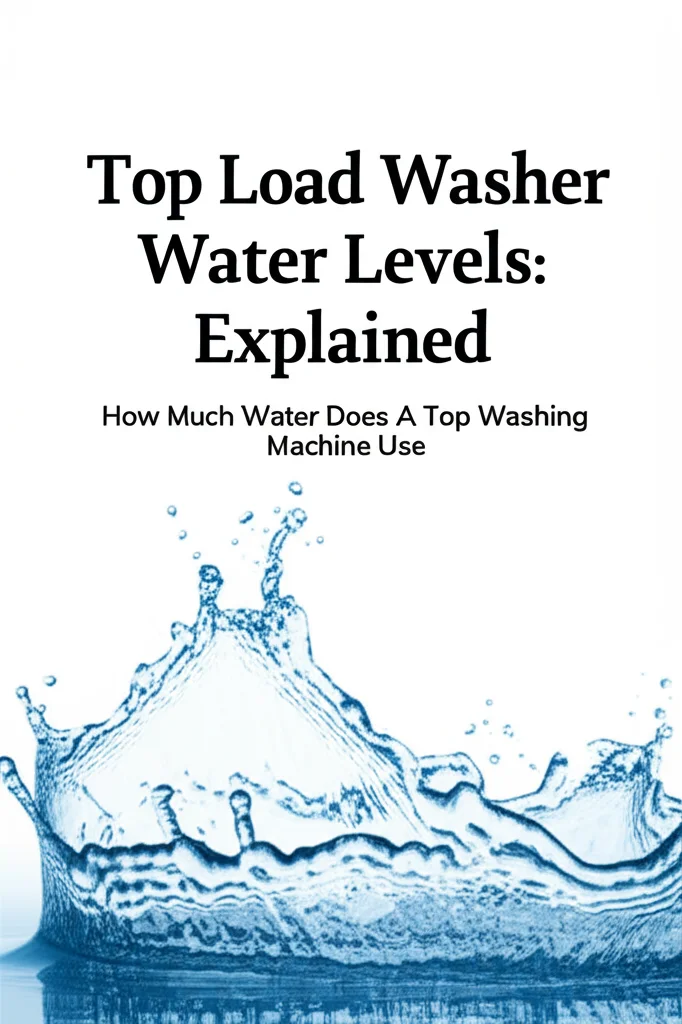 Top Load Washer
Water Levels:
Explained
How Much Water Does A Top Washing
Machine Use